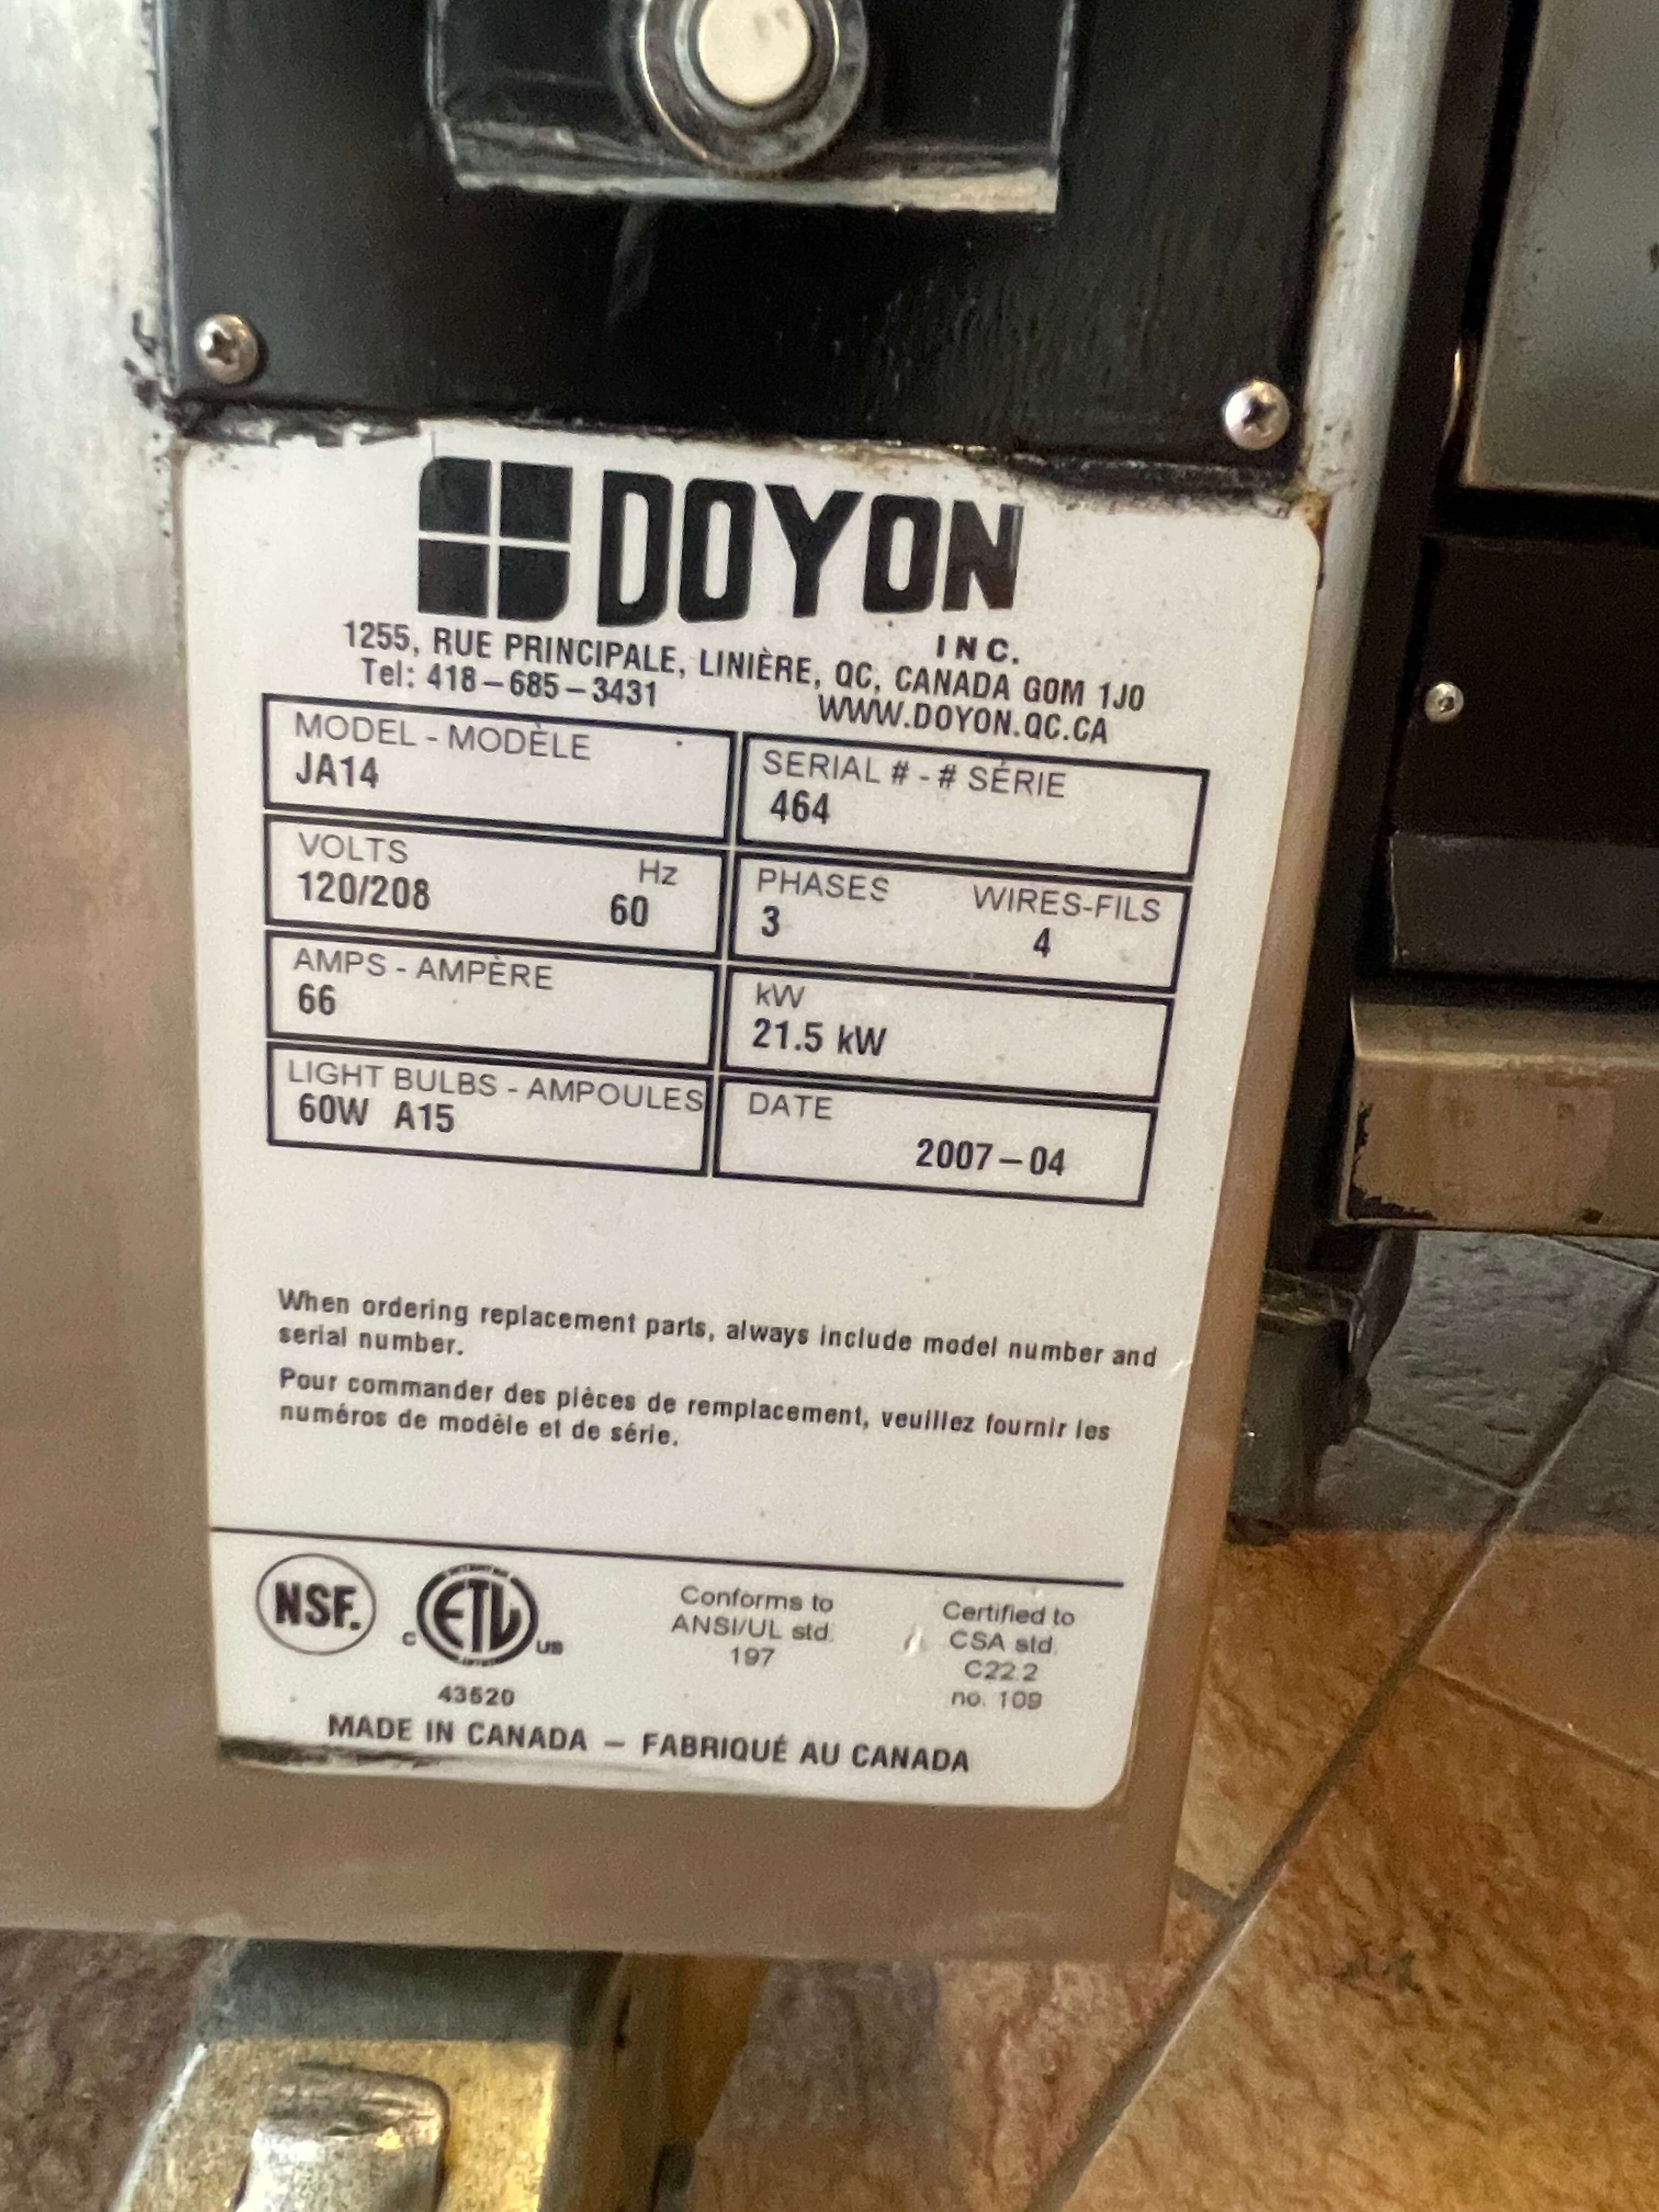 DOYON
INC.
1255, RUE PRINCIPALE, LINIÈRE, QC, CANADA G0M 1J0
Tel: 418-685-3431 WWW.DOYON.QC.CA
MODEL - MODÈLE
JA14
SERIAL # - # SÉRIE
464
VOLTS Hz
120/208 60
PHASES WIRES-FILS
3 4
AMPS - AMPÈRE
66
kW
21.5 kW
LIGHT BULBS - AMPOULES
60W A15
DATE
2007-04
When ordering replacement parts, always include model number and
serial number.
Pour commander des pièces de remplacement, veuillez fournir les
numéros de modèle et de série.
NSF.
C ETL US
43520
Conforms to
ANSI/UL std.
197
Certified to
CSA std.
C22.2
no. 109
MADE IN CANADA - FABRIQUÉ AU CANADA